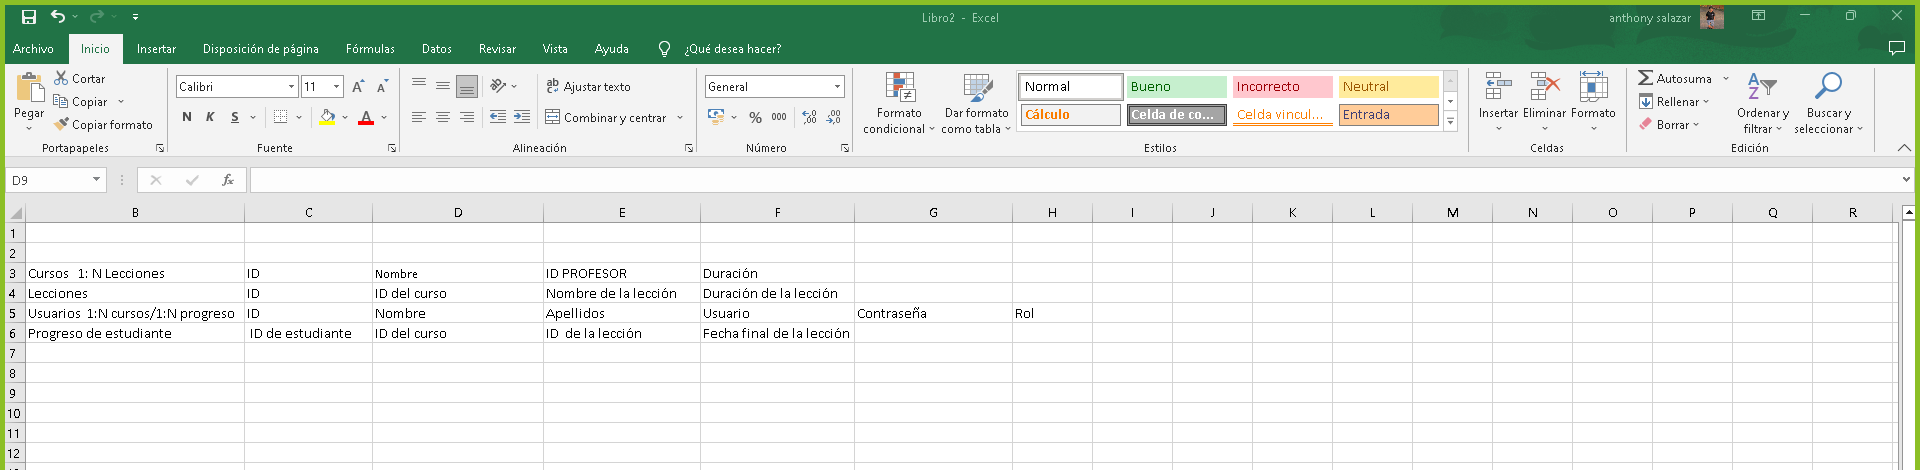 Libro2 - Excel
anthony salazar
Archivo Inicio Insertar Disposición de página Fórmulas Datos Revisar Vista Ayuda ¿Qué desea hacer?
Pegar
Cortar
Copiar
Copiar formato
Portapapeles
Calibri 11 A A
N K S A
Fuente
ab Ajustar texto
Combinar y centrar
Alineación
General
% 000 ,00 ,00
Número
Formato condicional
Dar formato como tabla
Normal Bueno Incorrecto Neutral
Cálculo Celda de co... Celda vincul... Entrada
Estilos
Insertar Eliminar Formato
Celdas
Autosuma
Rellenar
Borrar
Ordenar y filtrar
Buscar y seleccionar
Edición
D9 fx
B C D E F G H I J K L M N O P Q R
1
2
3 Cursos 1: N Lecciones ID Nombre ID PROFESOR Duración
4 Lecciones ID ID del curso Nombre de la lección Duración de la lección
5 Usuarios 1:N cursos/1:N progreso ID Nombre Apellidos Usuario Contraseña Rol
6 Progreso de estudiante ID de estudiante ID del curso ID de la lección Fecha final de la lección
7
8
9
10
11
12